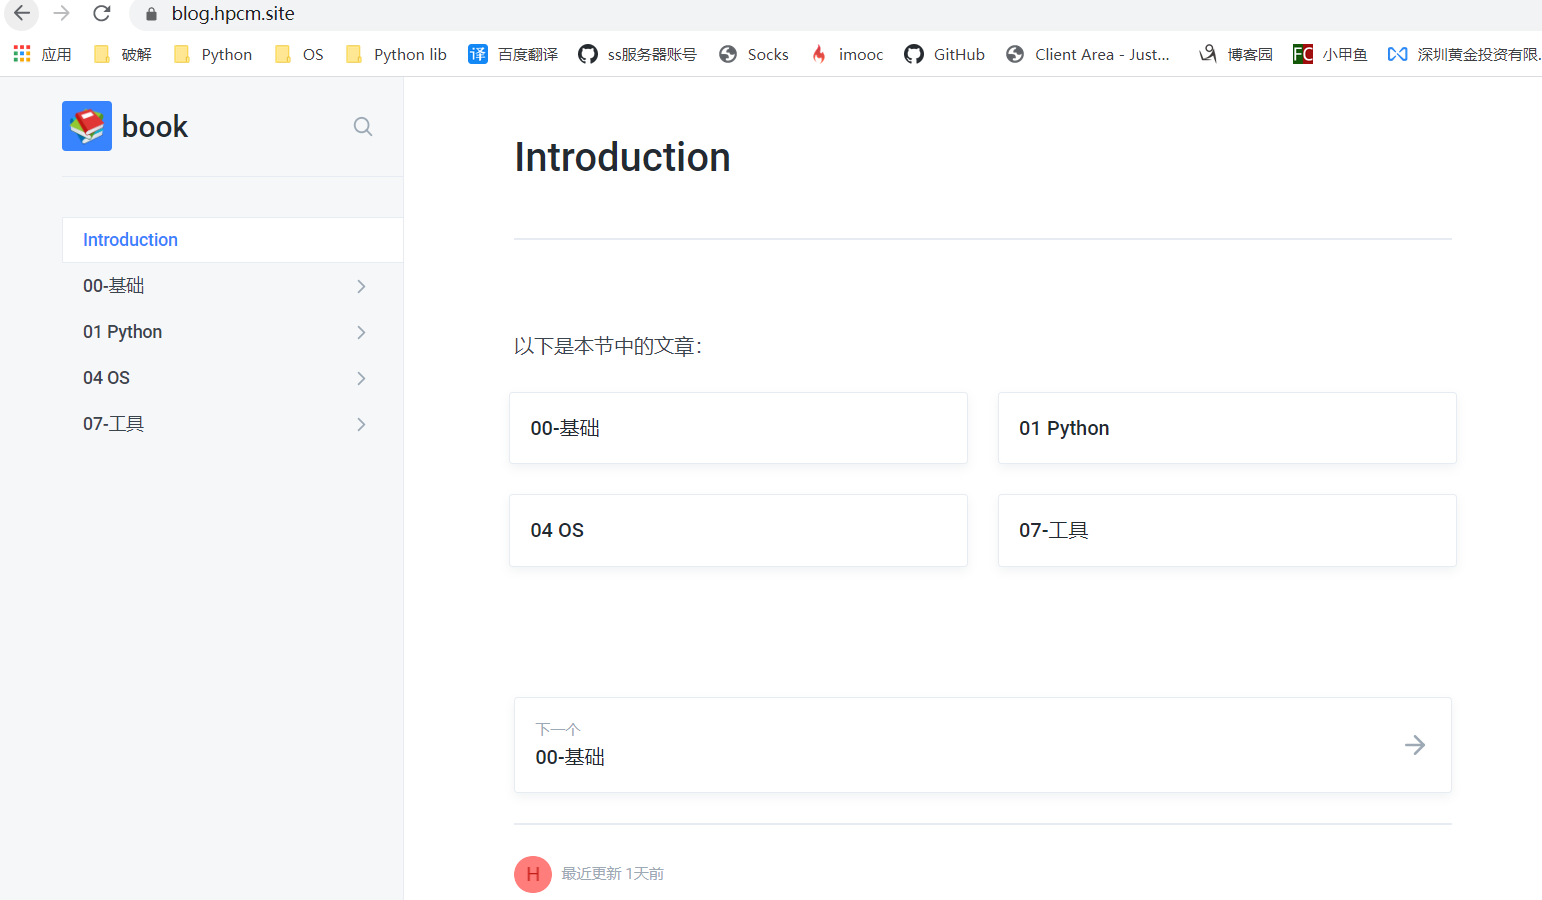 blog.hpcm.site
应用 破解 Python OS Python lib 译 百度翻译 ss服务器账号 Socks imooc GitHub Client Area - Just... 博客园 FC 小甲鱼 深圳黄金投资有限.
book
Introduction
00-基础
01 Python
04 OS
07-工具
Introduction
以下是本节中的文章：
00-基础
01 Python
04 OS
07-工具
下一个
00-基础
H 最近更新 1天前